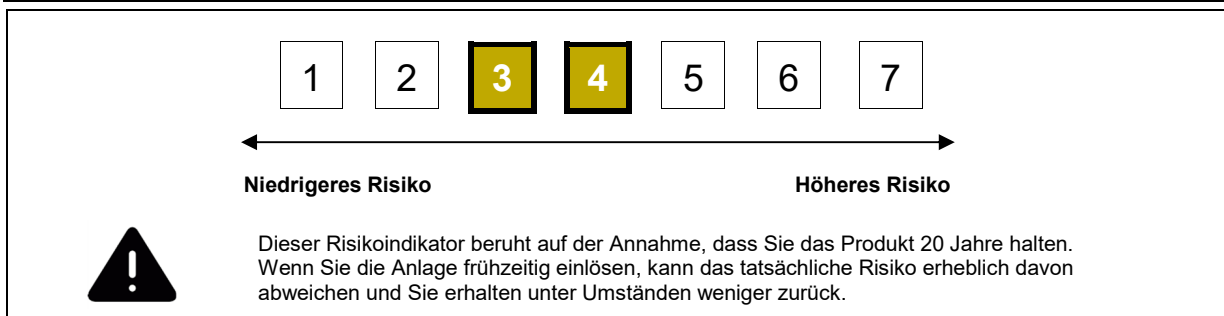 1 2 3 4 5 6 7
Niedrigeres Risiko Höheres Risiko
Dieser Risikoindikator beruht auf der Annahme, dass Sie das Produkt 20 Jahre halten.
Wenn Sie die Anlage frühzeitig einlösen, kann das tatsächliche Risiko erheblich davon
abweichen und Sie erhalten unter Umständen weniger zurück.